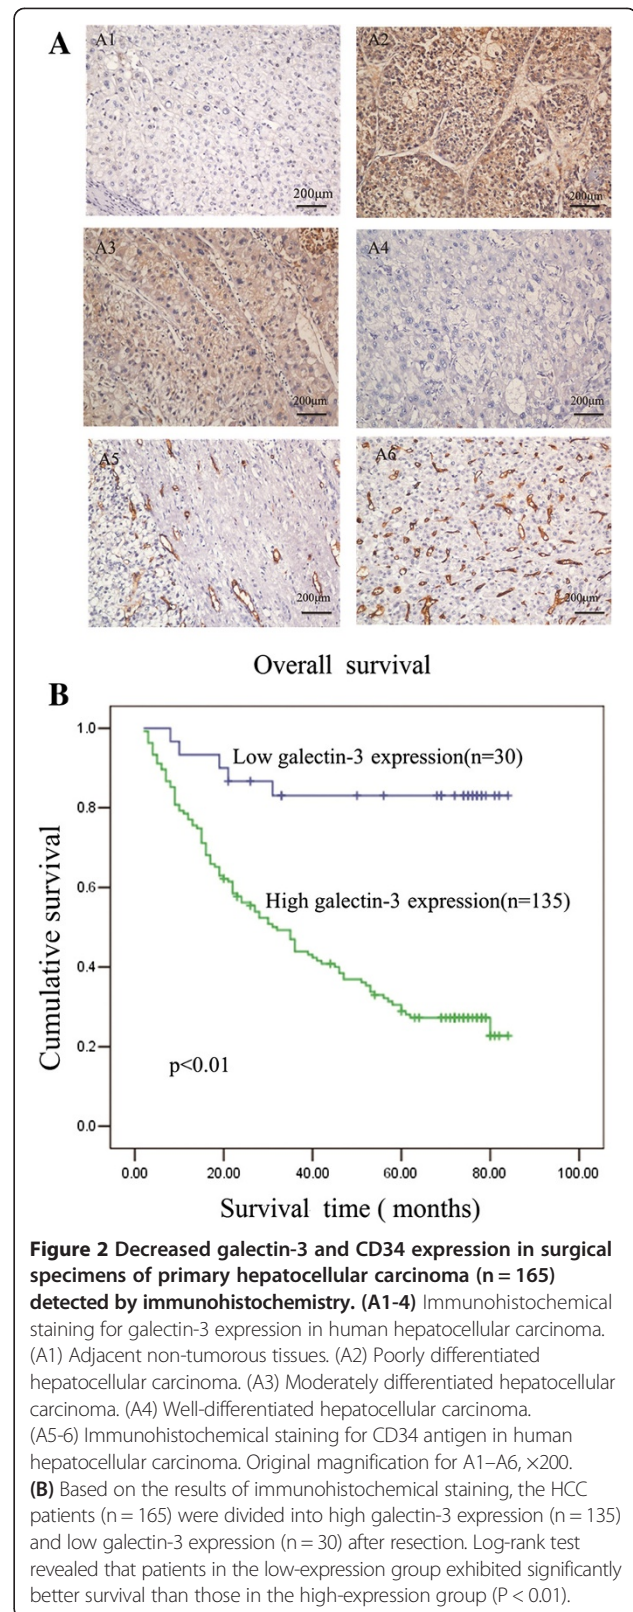 A
A1
200μm
A2
200μm
A3
200μm
A4
200μm
A5
200μm
A6
200μm
Overall survival
B
1.0
0.8
0.6
0.4
0.2
0.0
Cumulative survival
Low galectin-3 expression(n=30)
High galectin-3 expression(n=135)
p<0.01
0.00 20.00 40.00 60.00 80.00 100.00
Survival time ( months)
Figure 2 Decreased galectin-3 and CD34 expression in surgical
specimens of primary hepatocellular carcinoma (n = 165)
detected by immunohistochemistry. (A1-4) Immunohistochemical
staining for galectin-3 expression in human hepatocellular carcinoma.
(A1) Adjacent non-tumorous tissues. (A2) Poorly differentiated
hepatocellular carcinoma. (A3) Moderately differentiated hepatocellular
carcinoma. (A4) Well-differentiated hepatocellular carcinoma.
(A5-6) Immunohistochemical staining for CD34 antigen in human
hepatocellular carcinoma. Original magnification for A1–A6, ×200.
(B) Based on the results of immunohistochemical staining, the HCC
patients (n = 165) were divided into high galectin-3 expression (n = 135)
and low galectin-3 expression (n = 30) after resection. Log-rank test
revealed that patients in the low-expression group exhibited significantly
better survival than those in the high-expression group (P < 0.01).